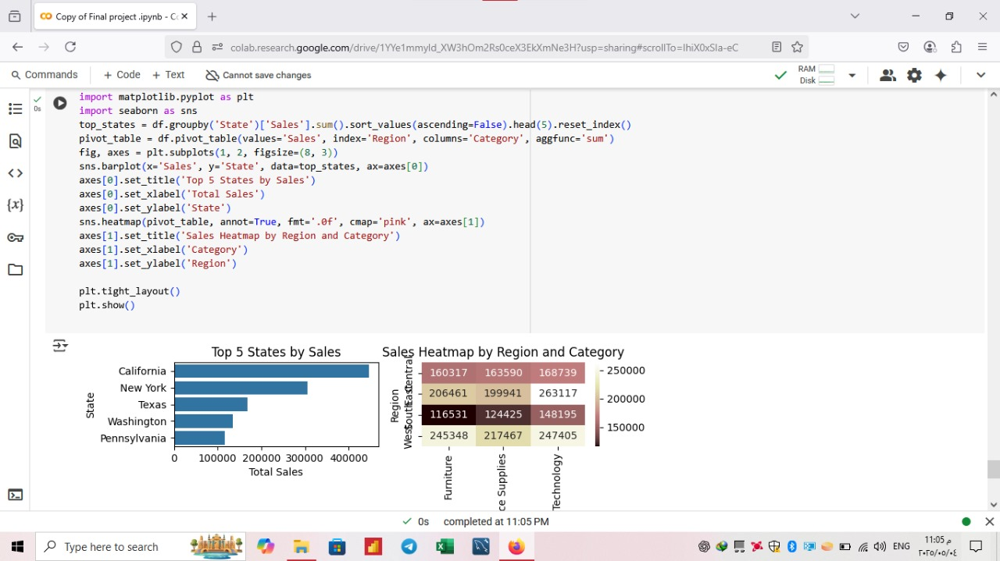 Copy of Final project .ipynb - Co
colab.research.google.com/drive/1YYe1mmyId_XW3hOm2Rs0ceX3EkXmNe3H?usp=sharing#scrollTo=IhiX0xSla-eC
Commands
+ Code + Text
Cannot save changes
RAM
Disk
0s
import matplotlib.pyplot as plt
import seaborn as sns
top_states = df.groupby('State')['Sales'].sum().sort_values(ascending=False).head(5).reset_index()
pivot_table = df.pivot_table(values='Sales', index='Region', columns='Category', aggfunc='sum')
fig, axes = plt.subplots(1, 2, figsize=(8, 3))
sns.barplot(x='Sales', y='State', data=top_states, ax=axes[0])
axes[0].set_title('Top 5 States by Sales')
axes[0].set_xlabel('Total Sales')
axes[0].set_ylabel('State')
sns.heatmap(pivot_table, annot=True, fmt='.0f', cmap='pink', ax=axes[1])
axes[1].set_title('Sales Heatmap by Region and Category')
axes[1].set_xlabel('Category')
axes[1].set_ylabel('Region')
plt.tight_layout()
plt.show()
Top 5 States by Sales
State
California
New York
Texas
Washington
Pennsylvania
0 100000 200000 300000 400000
Total Sales
Sales Heatmap by Region and Category
Region
Central
East
South
West
160317 163590 168739
206461 199941 263117
116531 124425 148195
245348 217467 247405
Furniture
ce Supplies
Technology
250000
200000
150000
0s completed at 11:05 PM
Type here to search
ENG
11:05 م
٢٠٢٥/٠٥/٠٤